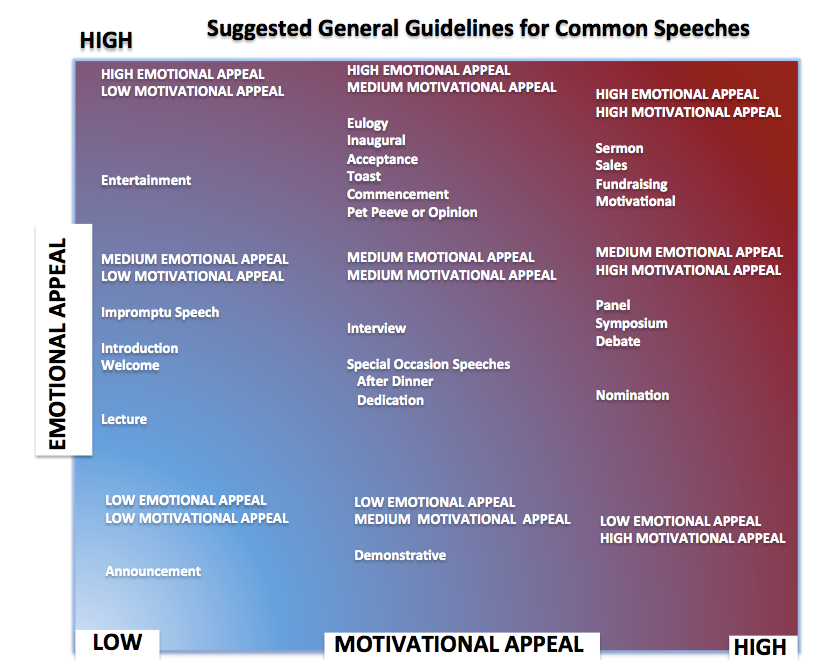 Suggested General Guidelines for Common Speeches
HIGH
HIGH EMOTIONAL APPEAL
LOW MOTIVATIONAL APPEAL
Entertainment
HIGH EMOTIONAL APPEAL
MEDIUM MOTIVATIONAL APPEAL
Eulogy
Inaugural
Acceptance
Toast
Commencement
Pet Peeve or Opinion
HIGH EMOTIONAL APPEAL
HIGH MOTIVATIONAL APPEAL
Sermon
Sales
Fundraising
Motivational
EMOTIONAL APPEAL
MEDIUM EMOTIONAL APPEAL
LOW MOTIVATIONAL APPEAL
Impromptu Speech
Introduction
Welcome
Lecture
MEDIUM EMOTIONAL APPEAL
MEDIUM MOTIVATIONAL APPEAL
Interview
Special Occasion Speeches
After Dinner
Dedication
MEDIUM EMOTIONAL APPEAL
HIGH MOTIVATIONAL APPEAL
Panel
Symposium
Debate
Nomination
LOW EMOTIONAL APPEAL
LOW MOTIVATIONAL APPEAL
Announcement
LOW EMOTIONAL APPEAL
MEDIUM MOTIVATIONAL APPEAL
Demonstrative
LOW EMOTIONAL APPEAL
HIGH MOTIVATIONAL APPEAL
LOW
MOTIVATIONAL APPEAL
HIGH